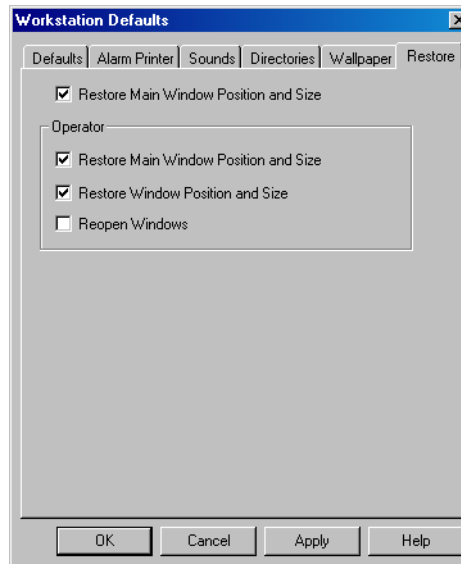 Workstation Defaults
Defaults Alarm Printer Sounds Directories Wallpaper Restore
Restore Main Window Position and Size
Operator
Restore Main Window Position and Size
Restore Window Position and Size
Reopen Windows
OK Cancel Apply Help